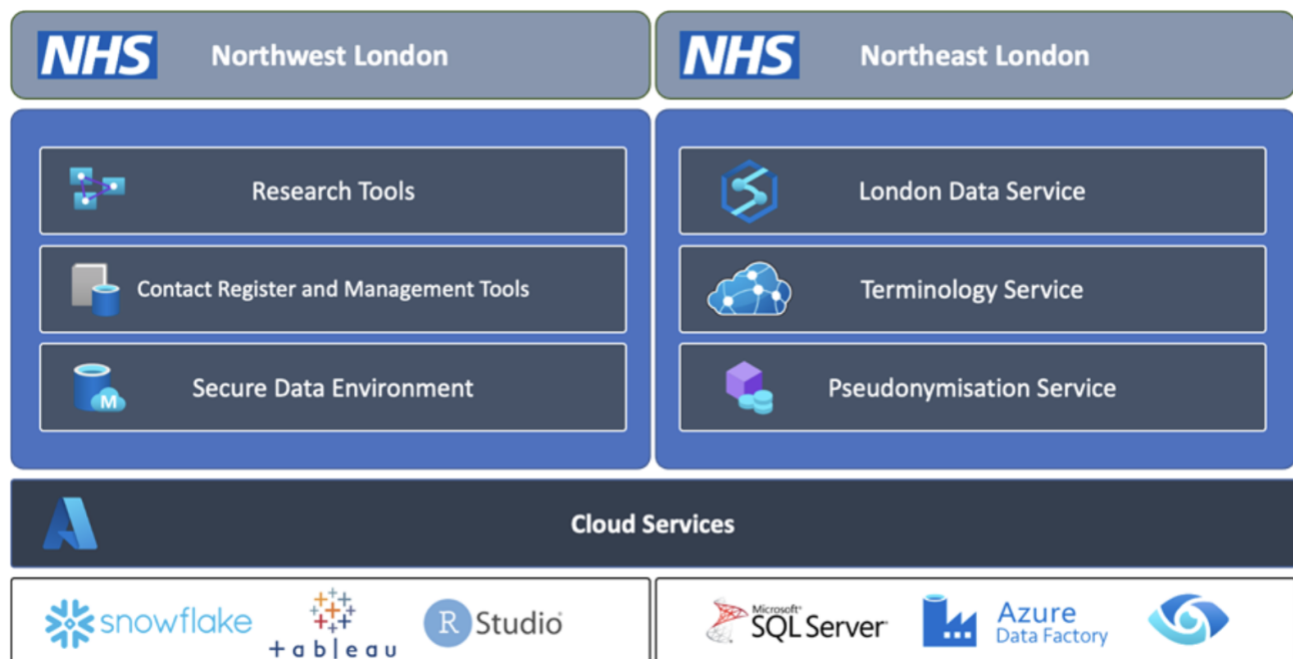 NHS Northwest London
NHS Northeast London
Research Tools
Contact Register and Management Tools
Secure Data Environment
London Data Service
Terminology Service
Pseudonymisation Service
Cloud Services
snowflake
+ableau
R Studio
Microsoft
SQL Server
Azure
Data Factory